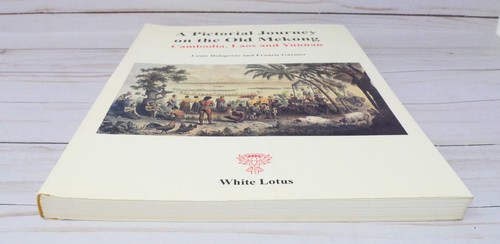 A Pictorial Journey
on the Old Mekong
Cambodia, Laos and Yunnan
Louis Delaporte and Francis Garnier
White Lotus